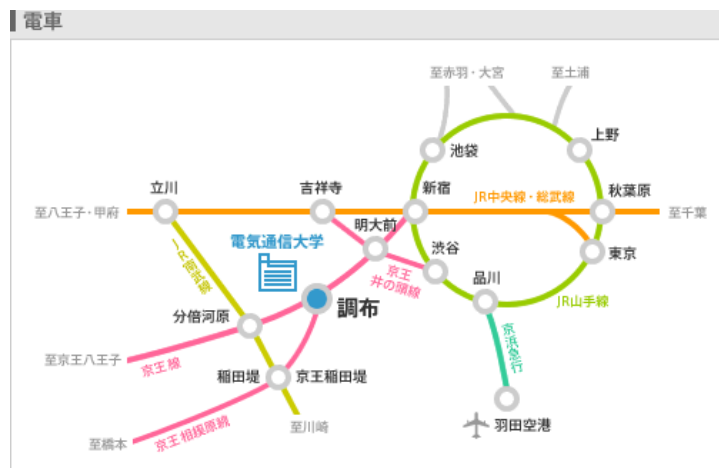 電車
至赤羽・大宮
至土浦
上野
池袋
立川
吉祥寺
新宿
JR中央線・総武線
秋葉原
至八王子・甲府
至千葉
明大前
電気通信大学
JR南武線
渋谷
京王
井の頭線
品川
東京
分倍河原
調布
JR山手線
京浜急行
至京王八王子
京王線
稲田堤
京王稲田堤
羽田空港
至橋本
京王相模原線
至川崎